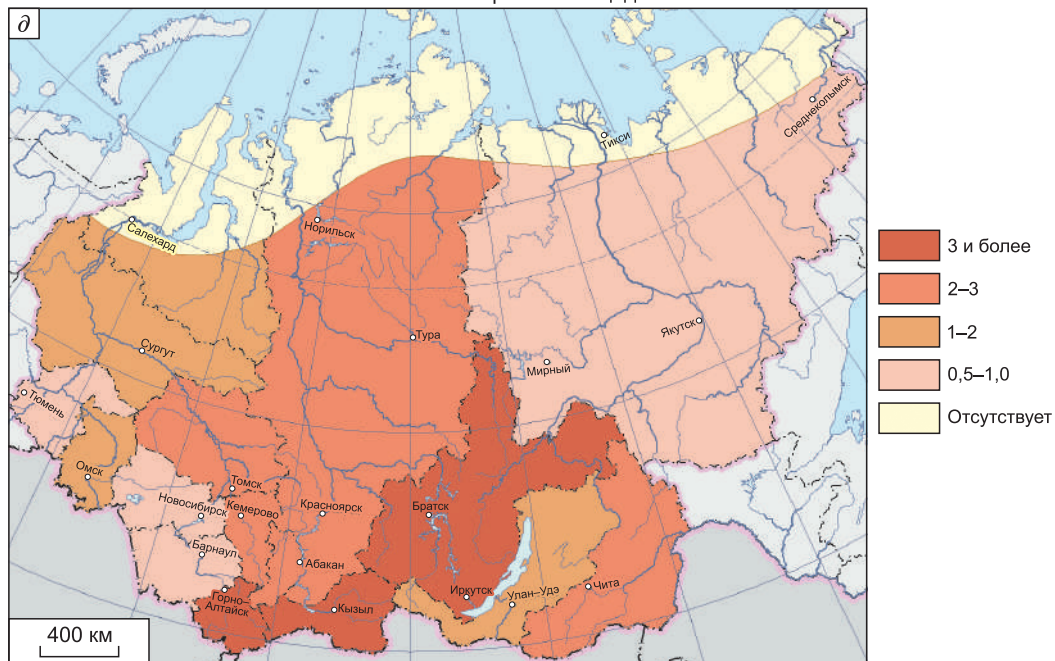 д
Среднеколымск
Тикси
Салехард
Норильск
3 и более
2–3
Якутск
Тура
1–2
Сургут
Мирный
0,5–1,0
Тюмень
Отсутствует
Омск
Томск
Новосибирск
Кемерово
Красноярск
Братск
Барнаул
Абакан
Горно–
Алтайск
Кызыл
Иркутск
Улан–Удэ
Чита
400 км